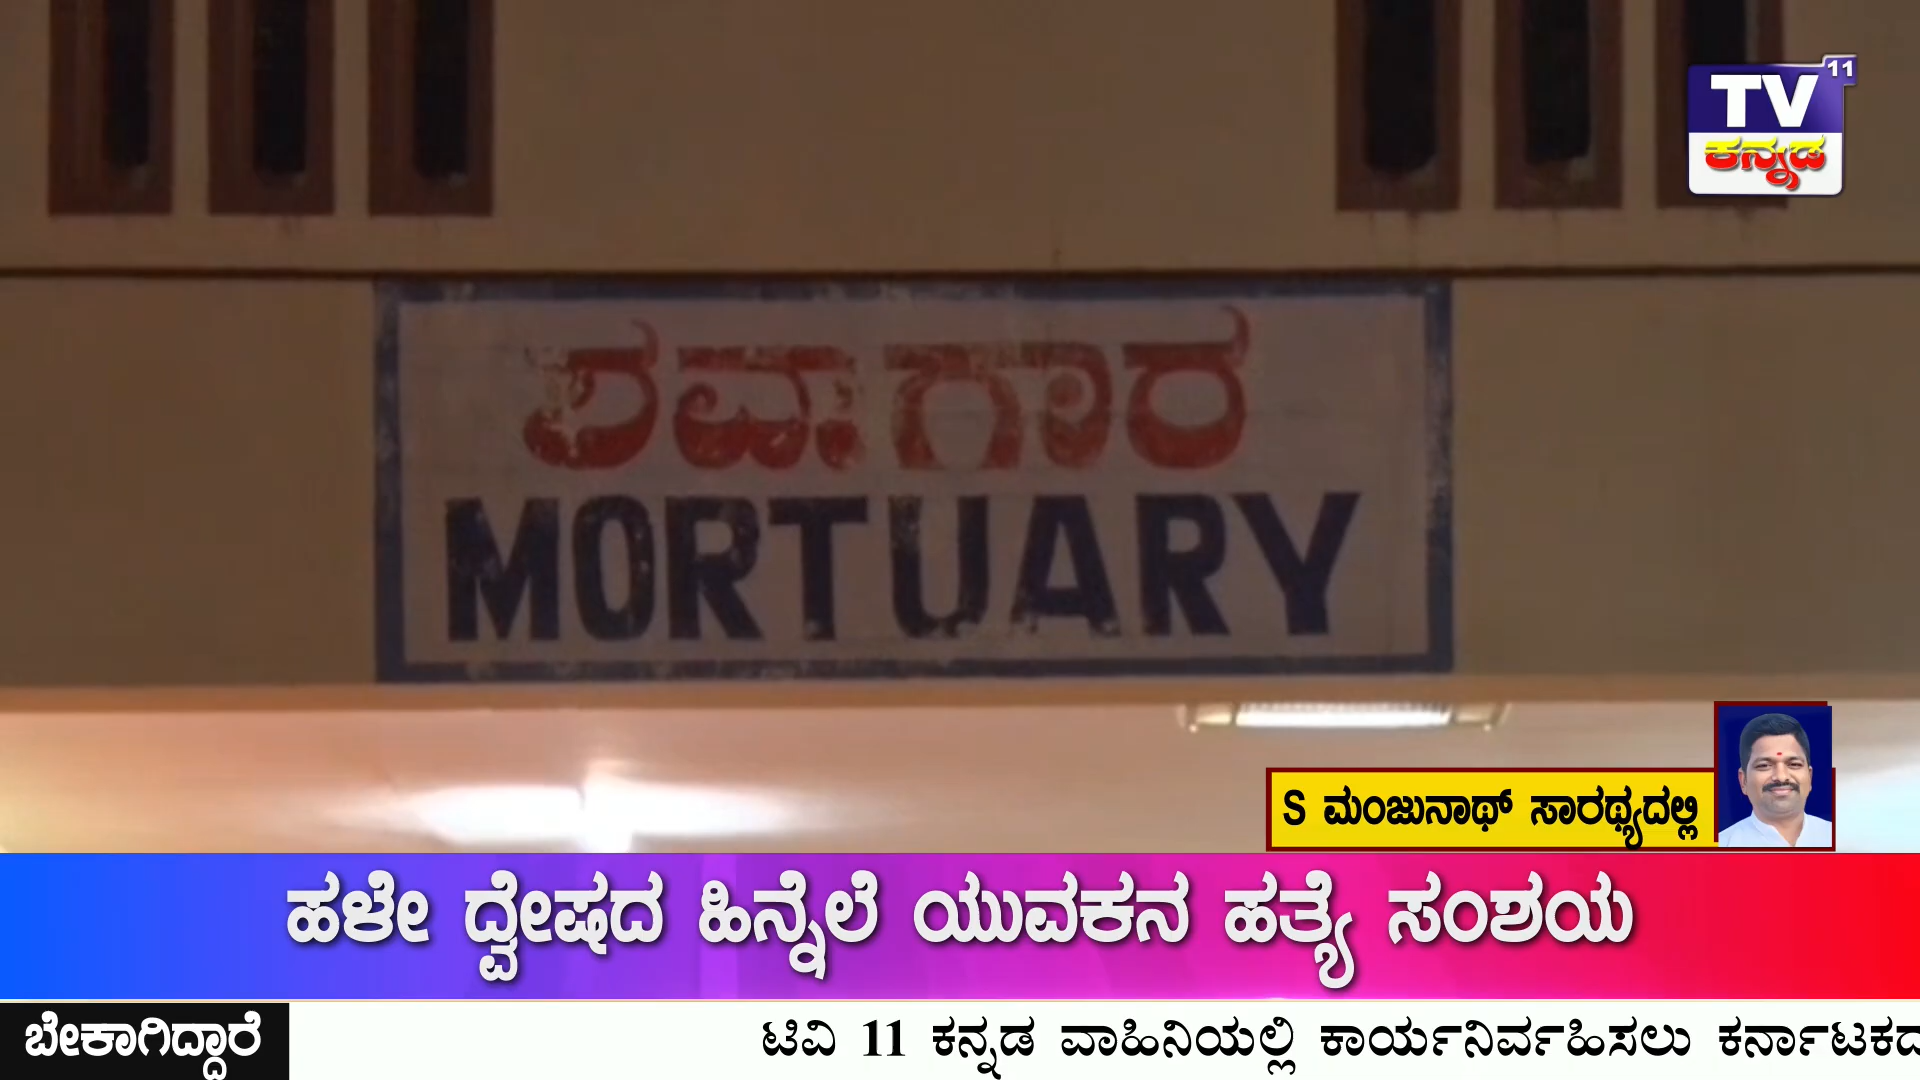 TV 11
ಕನ್ನಡ
ಶವಾಗಾರ
MORTUARY
S ಮಂಜುನಾಥ್ ಸಾರಥ್ಯದಲ್ಲಿ
ಹಳೇ ದ್ವೇಷದ ಹಿನ್ನೆಲೆ ಯುವಕನ ಹತ್ಯೆ ಸಂಶಯ
ಬೇಕಾಗಿದ್ದಾರೆ ಟಿವಿ 11 ಕನ್ನಡ ವಾಹಿನಿಯಲ್ಲಿ ಕಾರ್ಯನಿರ್ವಹಿಸಲು ಕರ್ನಾಟಕದ